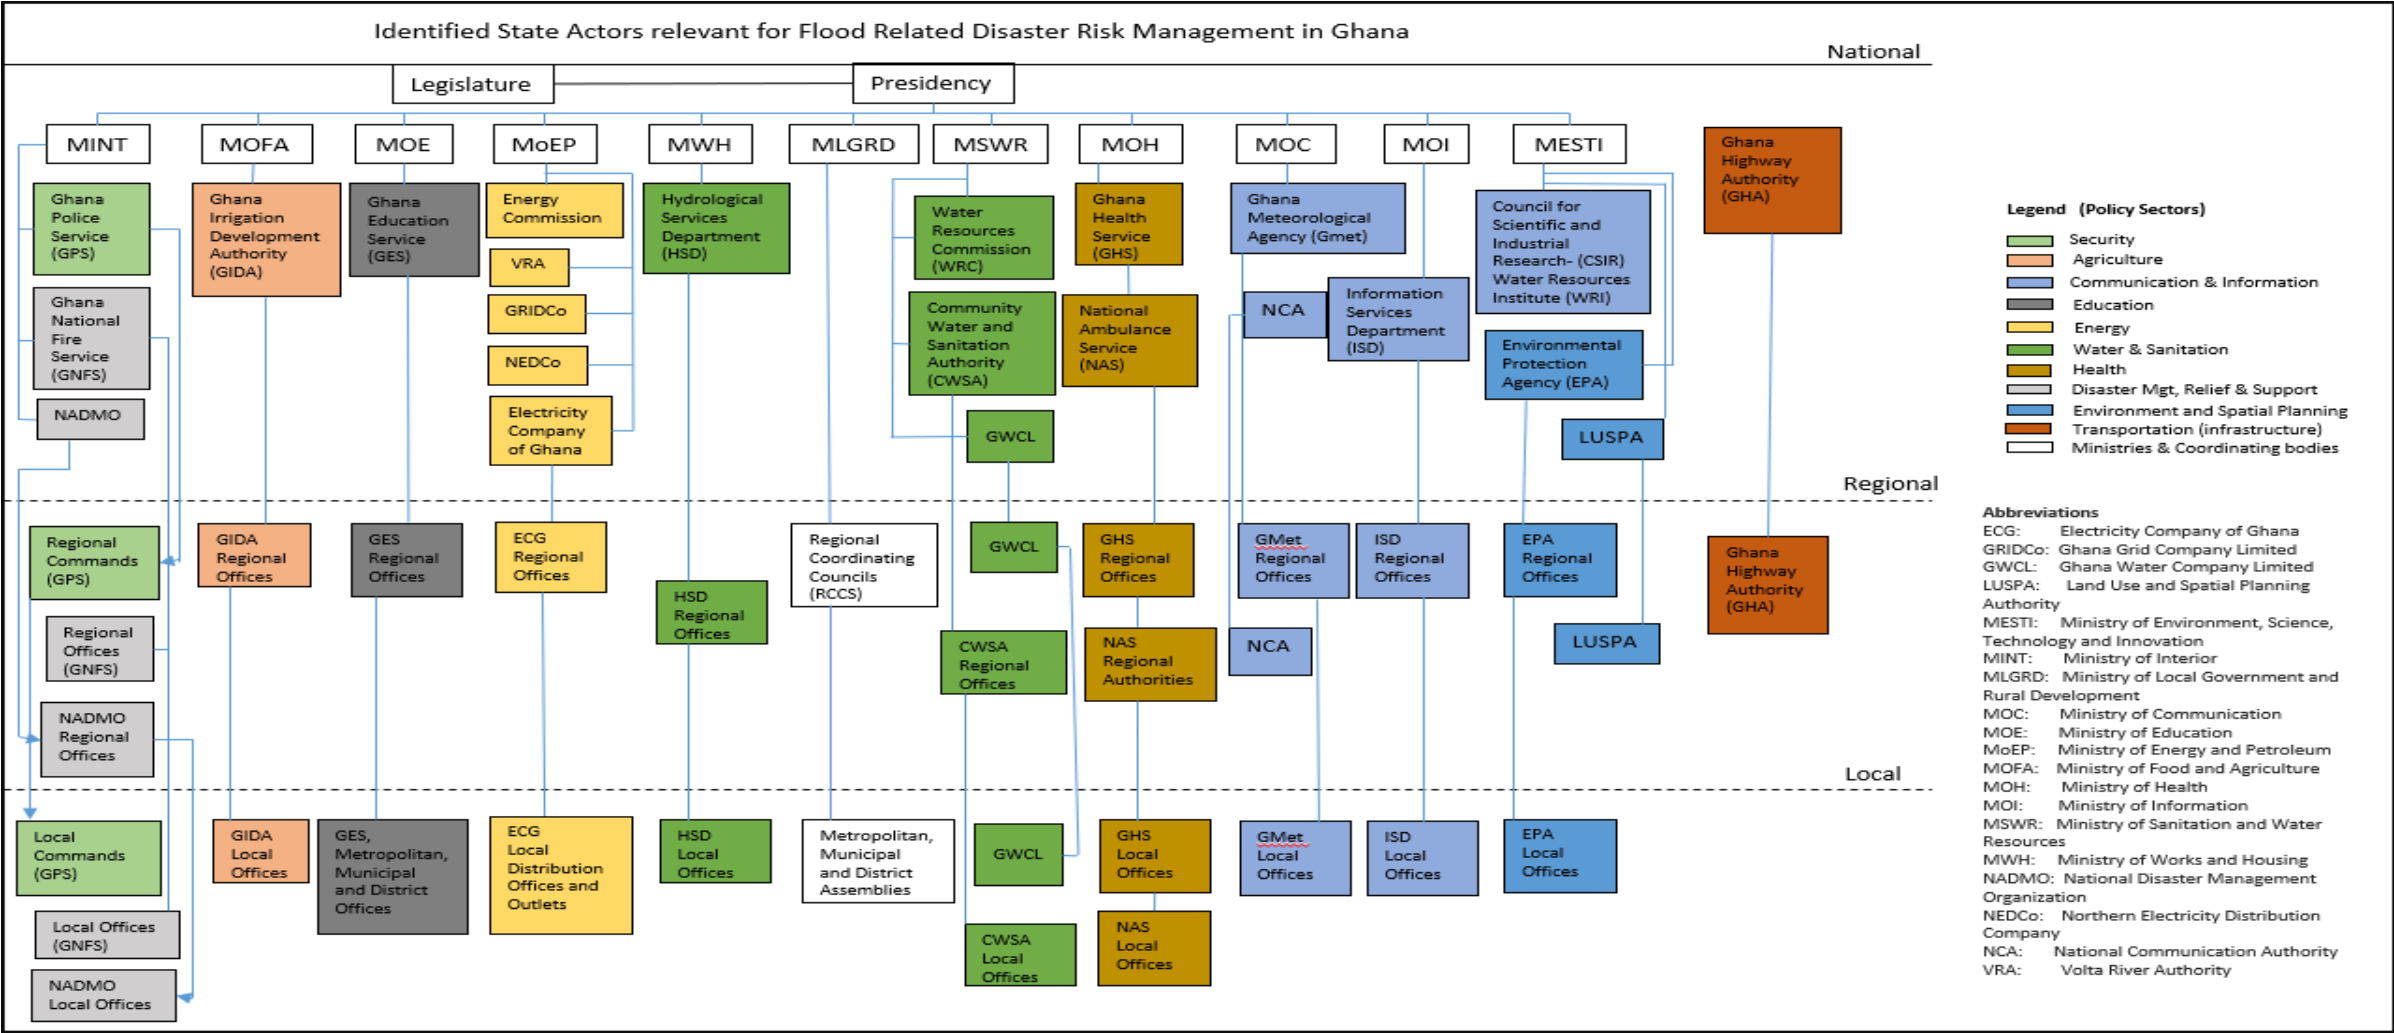 Identified State Actors relevant for Flood Related Disaster Risk Management in Ghana
National
Legislature
Presidency
MINT
MOFA
MOE
MoEP
MWH
MLGRD
MSWR
MOH
MOC
MOI
MESTI
Ghana
Police
Service
(GPS)
Ghana
National
Fire
Service
(GNFS)
NADMO
Ghana
Irrigation
Development
Authority
(GIDA)
Ghana
Education
Service
(GES)
Energy
Commission
VRA
GRIDCo
NEDCo
Electricity
Company
of Ghana
Hydrological
Services
Department
(HSD)
Water
Resources
Commission
(WRC)
Community
Water and
Sanitation
Authority
(CWSA)
GWCL
Ghana
Health
Service
(GHS)
National
Ambulance
Service
(NAS)
Ghana
Meteorological
Agency (Gmet)
NCA
Information
Services
Department
(ISD)
Council for
Scientific and
Industrial
Research- (CSIR)
Water Resources
Institute (WRI)
Environmental
Protection
Agency (EPA)
LUSPA
Ghana
Highway
Authority
(GHA)
Regional
Regional
Commands
(GPS)
Regional
Offices
(GNFS)
NADMO
Regional
Offices
GIDA
Regional
Offices
GES
Regional
Offices
ECG
Regional
Offices
HSD
Regional
Offices
Regional
Coordinating
Councils
(RCCS)
GWCL
CWSA
Regional
Offices
GHS
Regional
Offices
NAS
Regional
Authorities
GMet
Regional
Offices
NCA
ISD
Regional
Offices
EPA
Regional
Offices
LUSPA
Ghana
Highway
Authority
(GHA)
Local
Local
Commands
(GPS)
Local Offices
(GNFS)
NADMO
Local Offices
GIDA
Local
Offices
GES,
Metropolitan,
Municipal
and District
Offices
ECG
Local
Distribution
Offices and
Outlets
HSD
Local
Offices
Metropolitan,
Municipal
and District
Assemblies
GWCL
CWSA
Local
Offices
GHS
Local
Offices
NAS
Local
Offices
GMet
Local
Offices
ISD
Local
Offices
EPA
Local
Offices
Legend (Policy Sectors)
Security
Agriculture
Communication & Information
Education
Energy
Water & Sanitation
Health
Disaster Mgt, Relief & Support
Environment and Spatial Planning
Transportation (infrastructure)
Ministries & Coordinating bodies
Abbreviations
ECG: Electricity Company of Ghana
GRIDCo: Ghana Grid Company Limited
GWCL: Ghana Water Company Limited
LUSPA: Land Use and Spatial Planning
Authority
MESTI: Ministry of Environment, Science,
Technology and Innovation
MINT: Ministry of Interior
MLGRD: Ministry of Local Government and
Rural Development
MOC: Ministry of Communication
MOE: Ministry of Education
MoEP: Ministry of Energy and Petroleum
MOFA: Ministry of Food and Agriculture
MOH: Ministry of Health
MOI: Ministry of Information
MSWR: Ministry of Sanitation and Water
Resources
MWH: Ministry of Works and Housing
NADMO: National Disaster Management
Organization
NEDCo: Northern Electricity Distribution
Company
NCA: National Communication Authority
VRA: Volta River Authority